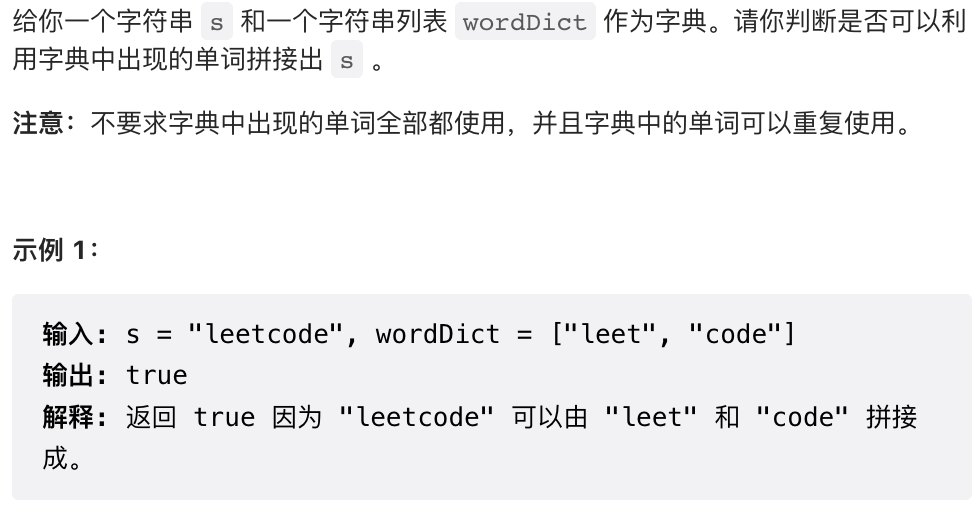 给你一个字符串 s 和一个字符串列表 wordDict 作为字典。请你判断是否可以利
用字典中出现的单词拼接出 s 。
注意：不要求字典中出现的单词全部都使用，并且字典中的单词可以重复使用。
示例 1：
输入: s = "leetcode", wordDict = ["leet", "code"]
输出: true
解释: 返回 true 因为 "leetcode" 可以由 "leet" 和 "code" 拼接
成。